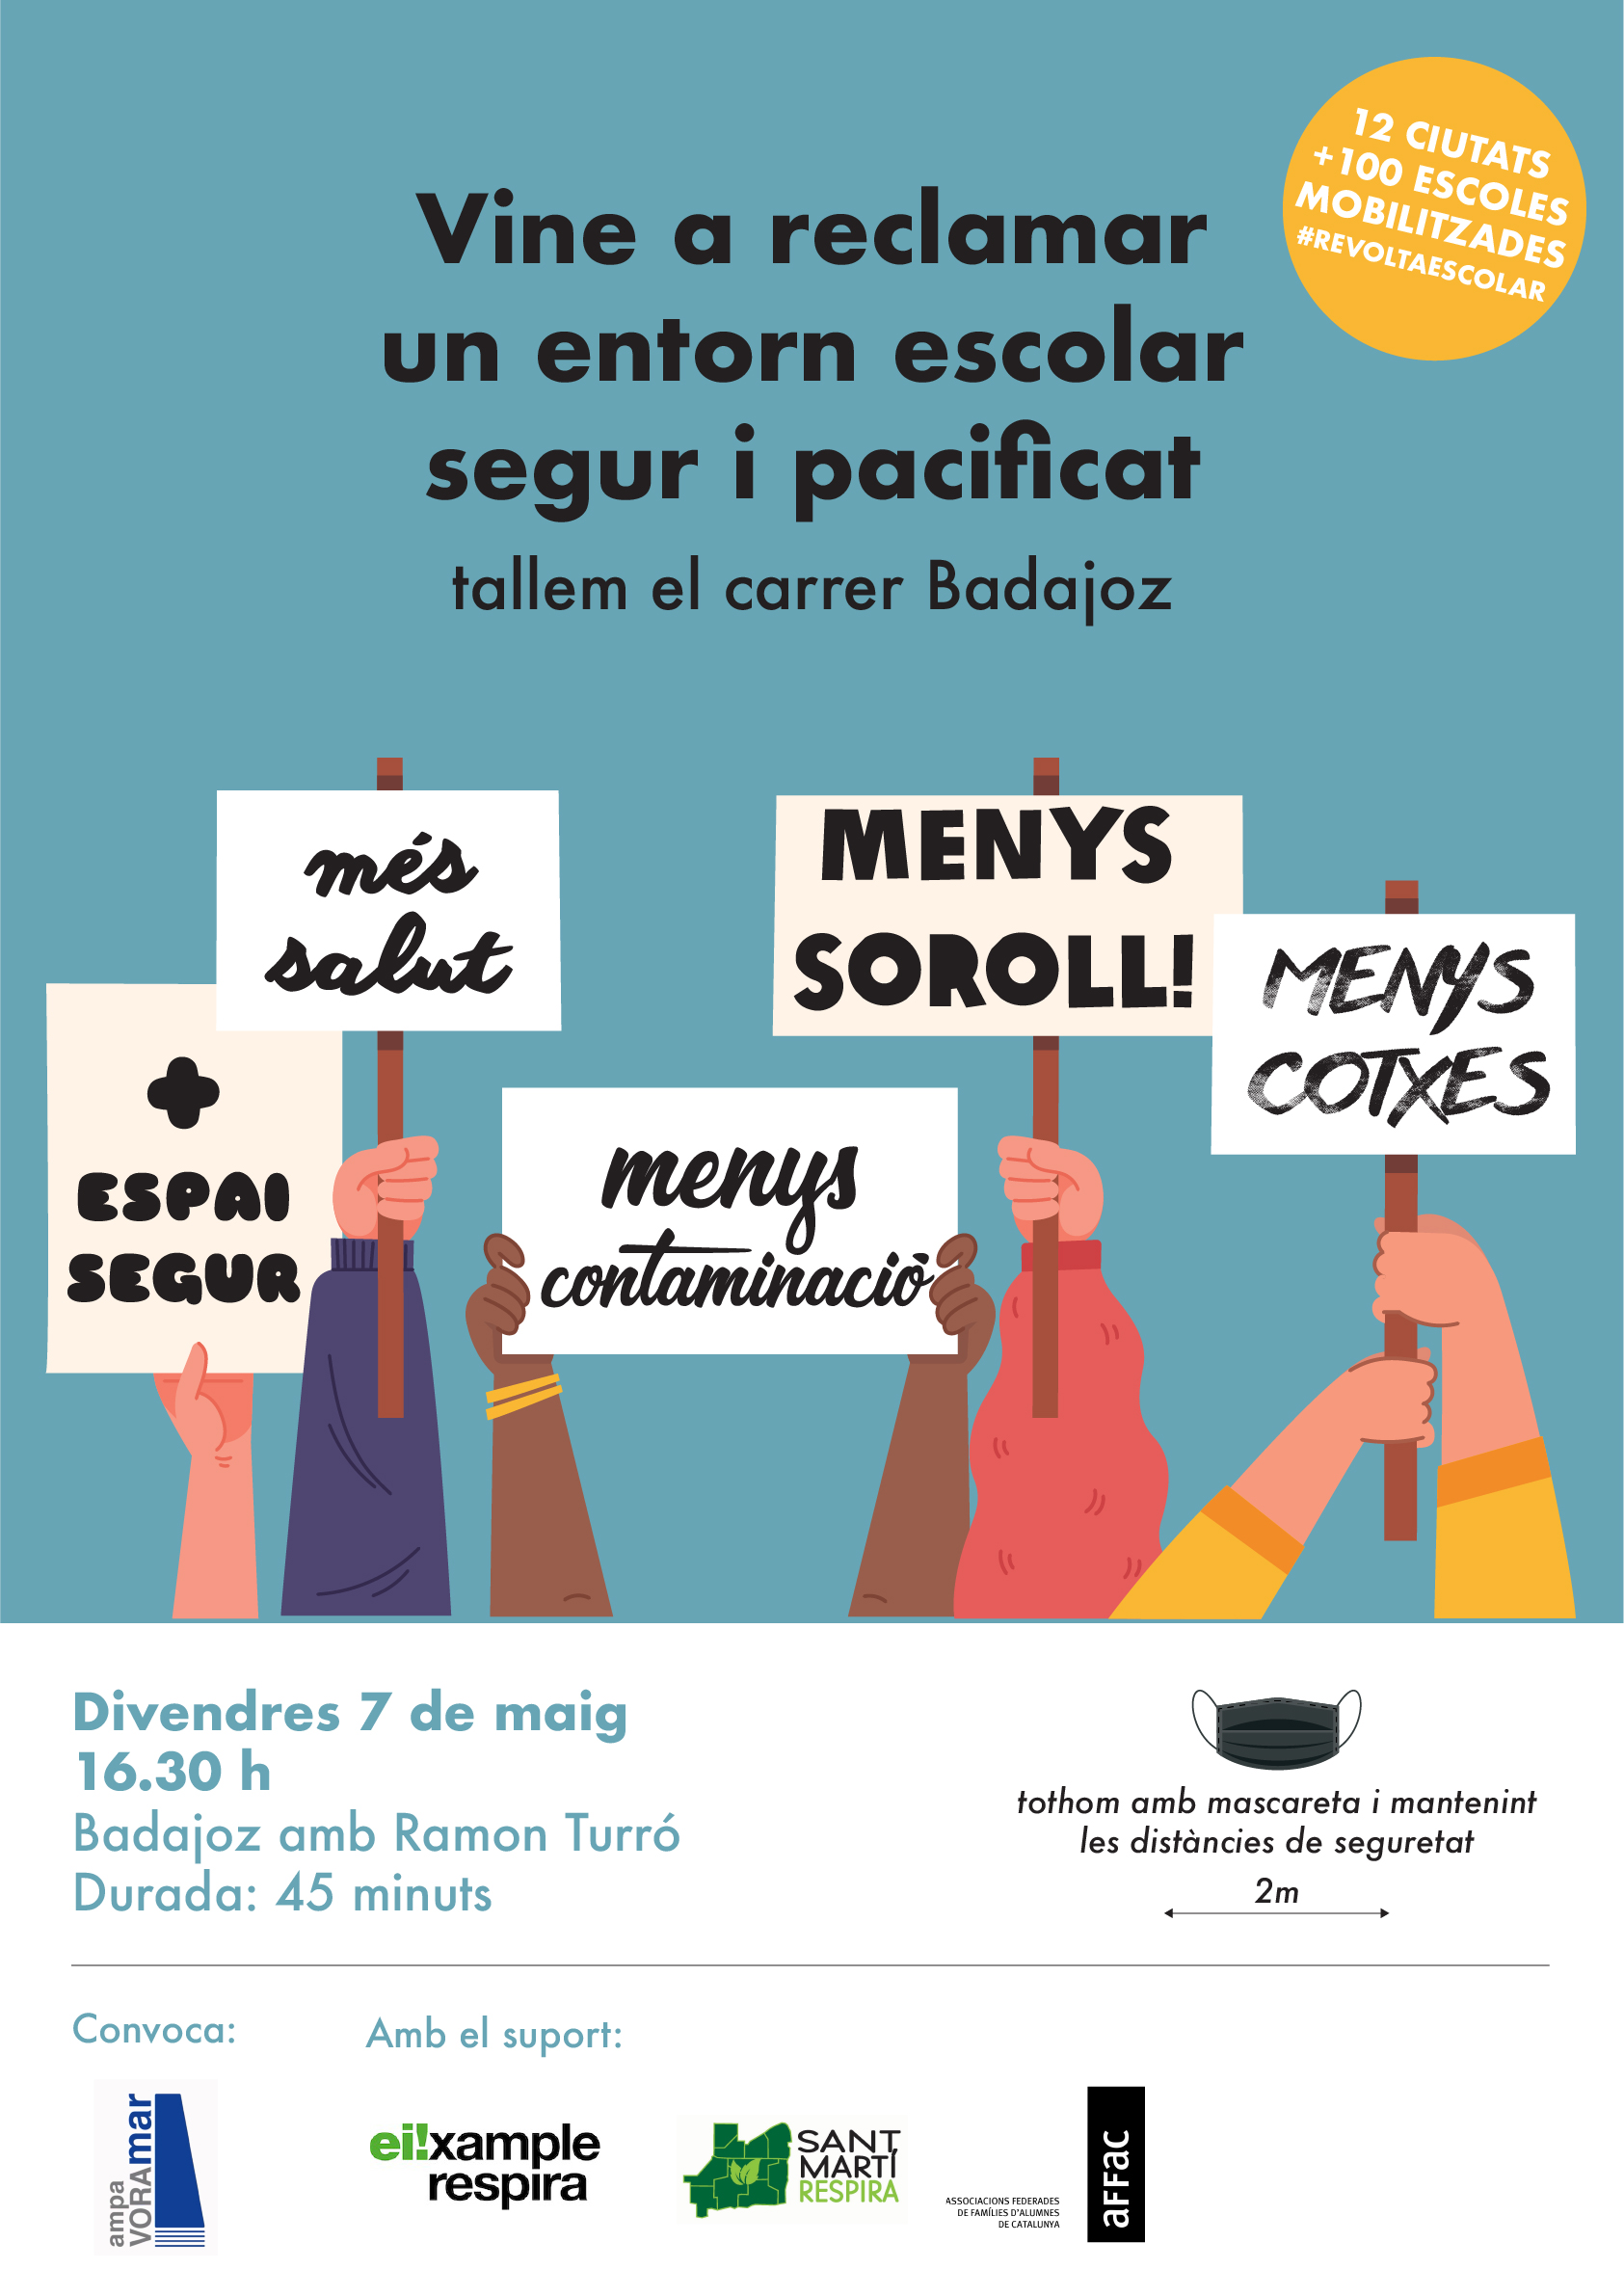 12 CIUTATS
+100 ESCOLES
MOBILITZADES
#REVOLTAESCOLAR
Vine a reclamar
un entorn escolar
segur i pacificat
tallem el carrer Badajoz
més
salut
MENYS
SOROLL!
MENYS
COTXES
+
ESPAI
SEGUR
menys
contaminació
Divendres 7 de maig
16.30 h
Badajoz amb Ramon Turró
Durada: 45 minuts
tothom amb mascareta i mantenint
les distàncies de seguretat
2m
Convoca:
Amb el suport:
ampa
VORAmar
ei!xample
respira
SANT
MARTÍ
RESPIRA
ASSOCIACIONS FEDERADES
DE FAMÍLIES D'ALUMNES
DE CATALUNYA
aFFac